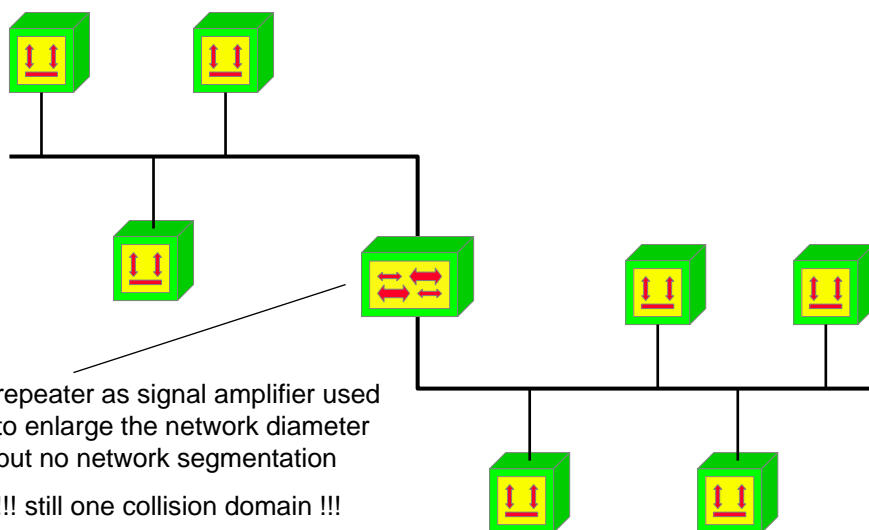 repeater as signal amplifier used
to enlarge the network diameter
but no network segmentation
!!! still one collision domain !!!